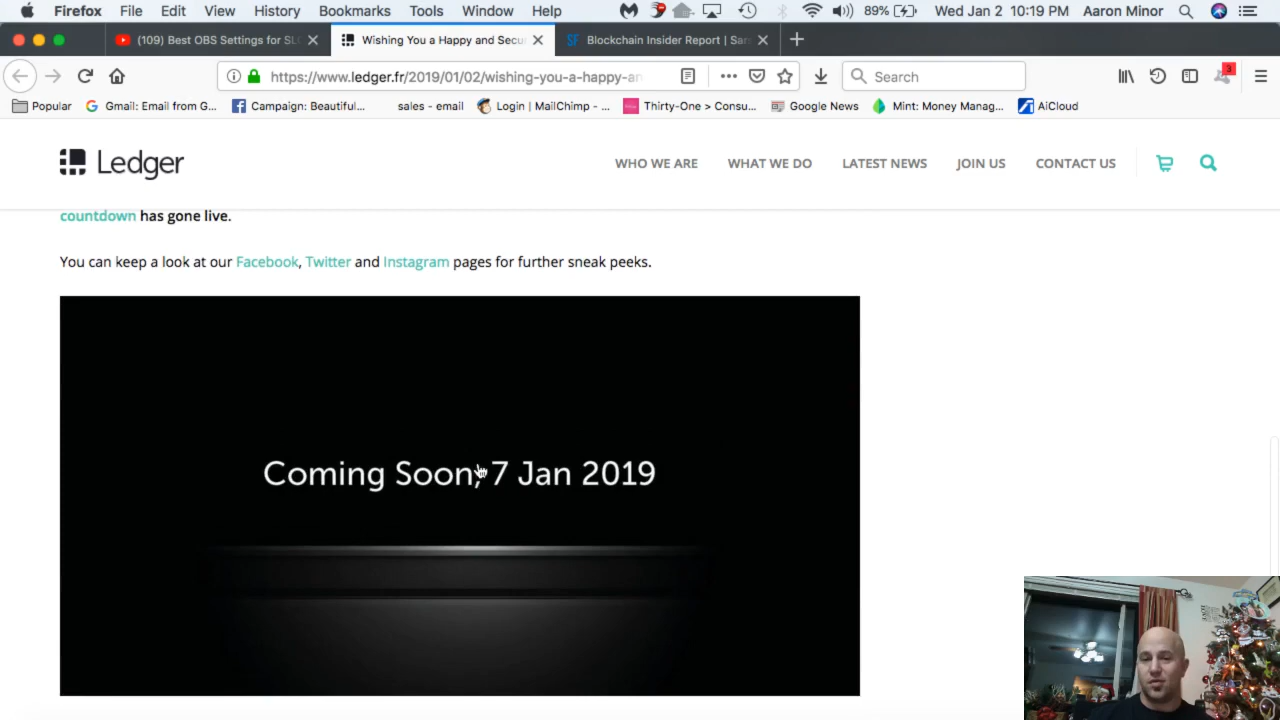 Firefox File Edit View History Bookmarks Tools Window Help 89% Wed Jan 2 10:19 PM Aaron Minor
(109) Best OBS Settings for SL Wishing You a Happy and Secu Blockchain Insider Report | San
https://www.ledger.fr/2019/01/02/wishing-you-a-happy-an Search 3
Popular Gmail: Email from G... Campaign: Beautiful... sales - email Login | MailChimp - ... Thirty-One > Consu... Google News Mint: Money Manag... AiCloud
Ledger WHO WE ARE WHAT WE DO LATEST NEWS JOIN US CONTACT US
countdown has gone live.
You can keep a look at our Facebook, Twitter and Instagram pages for further sneak peeks.
Coming Soon, 7 Jan 2019